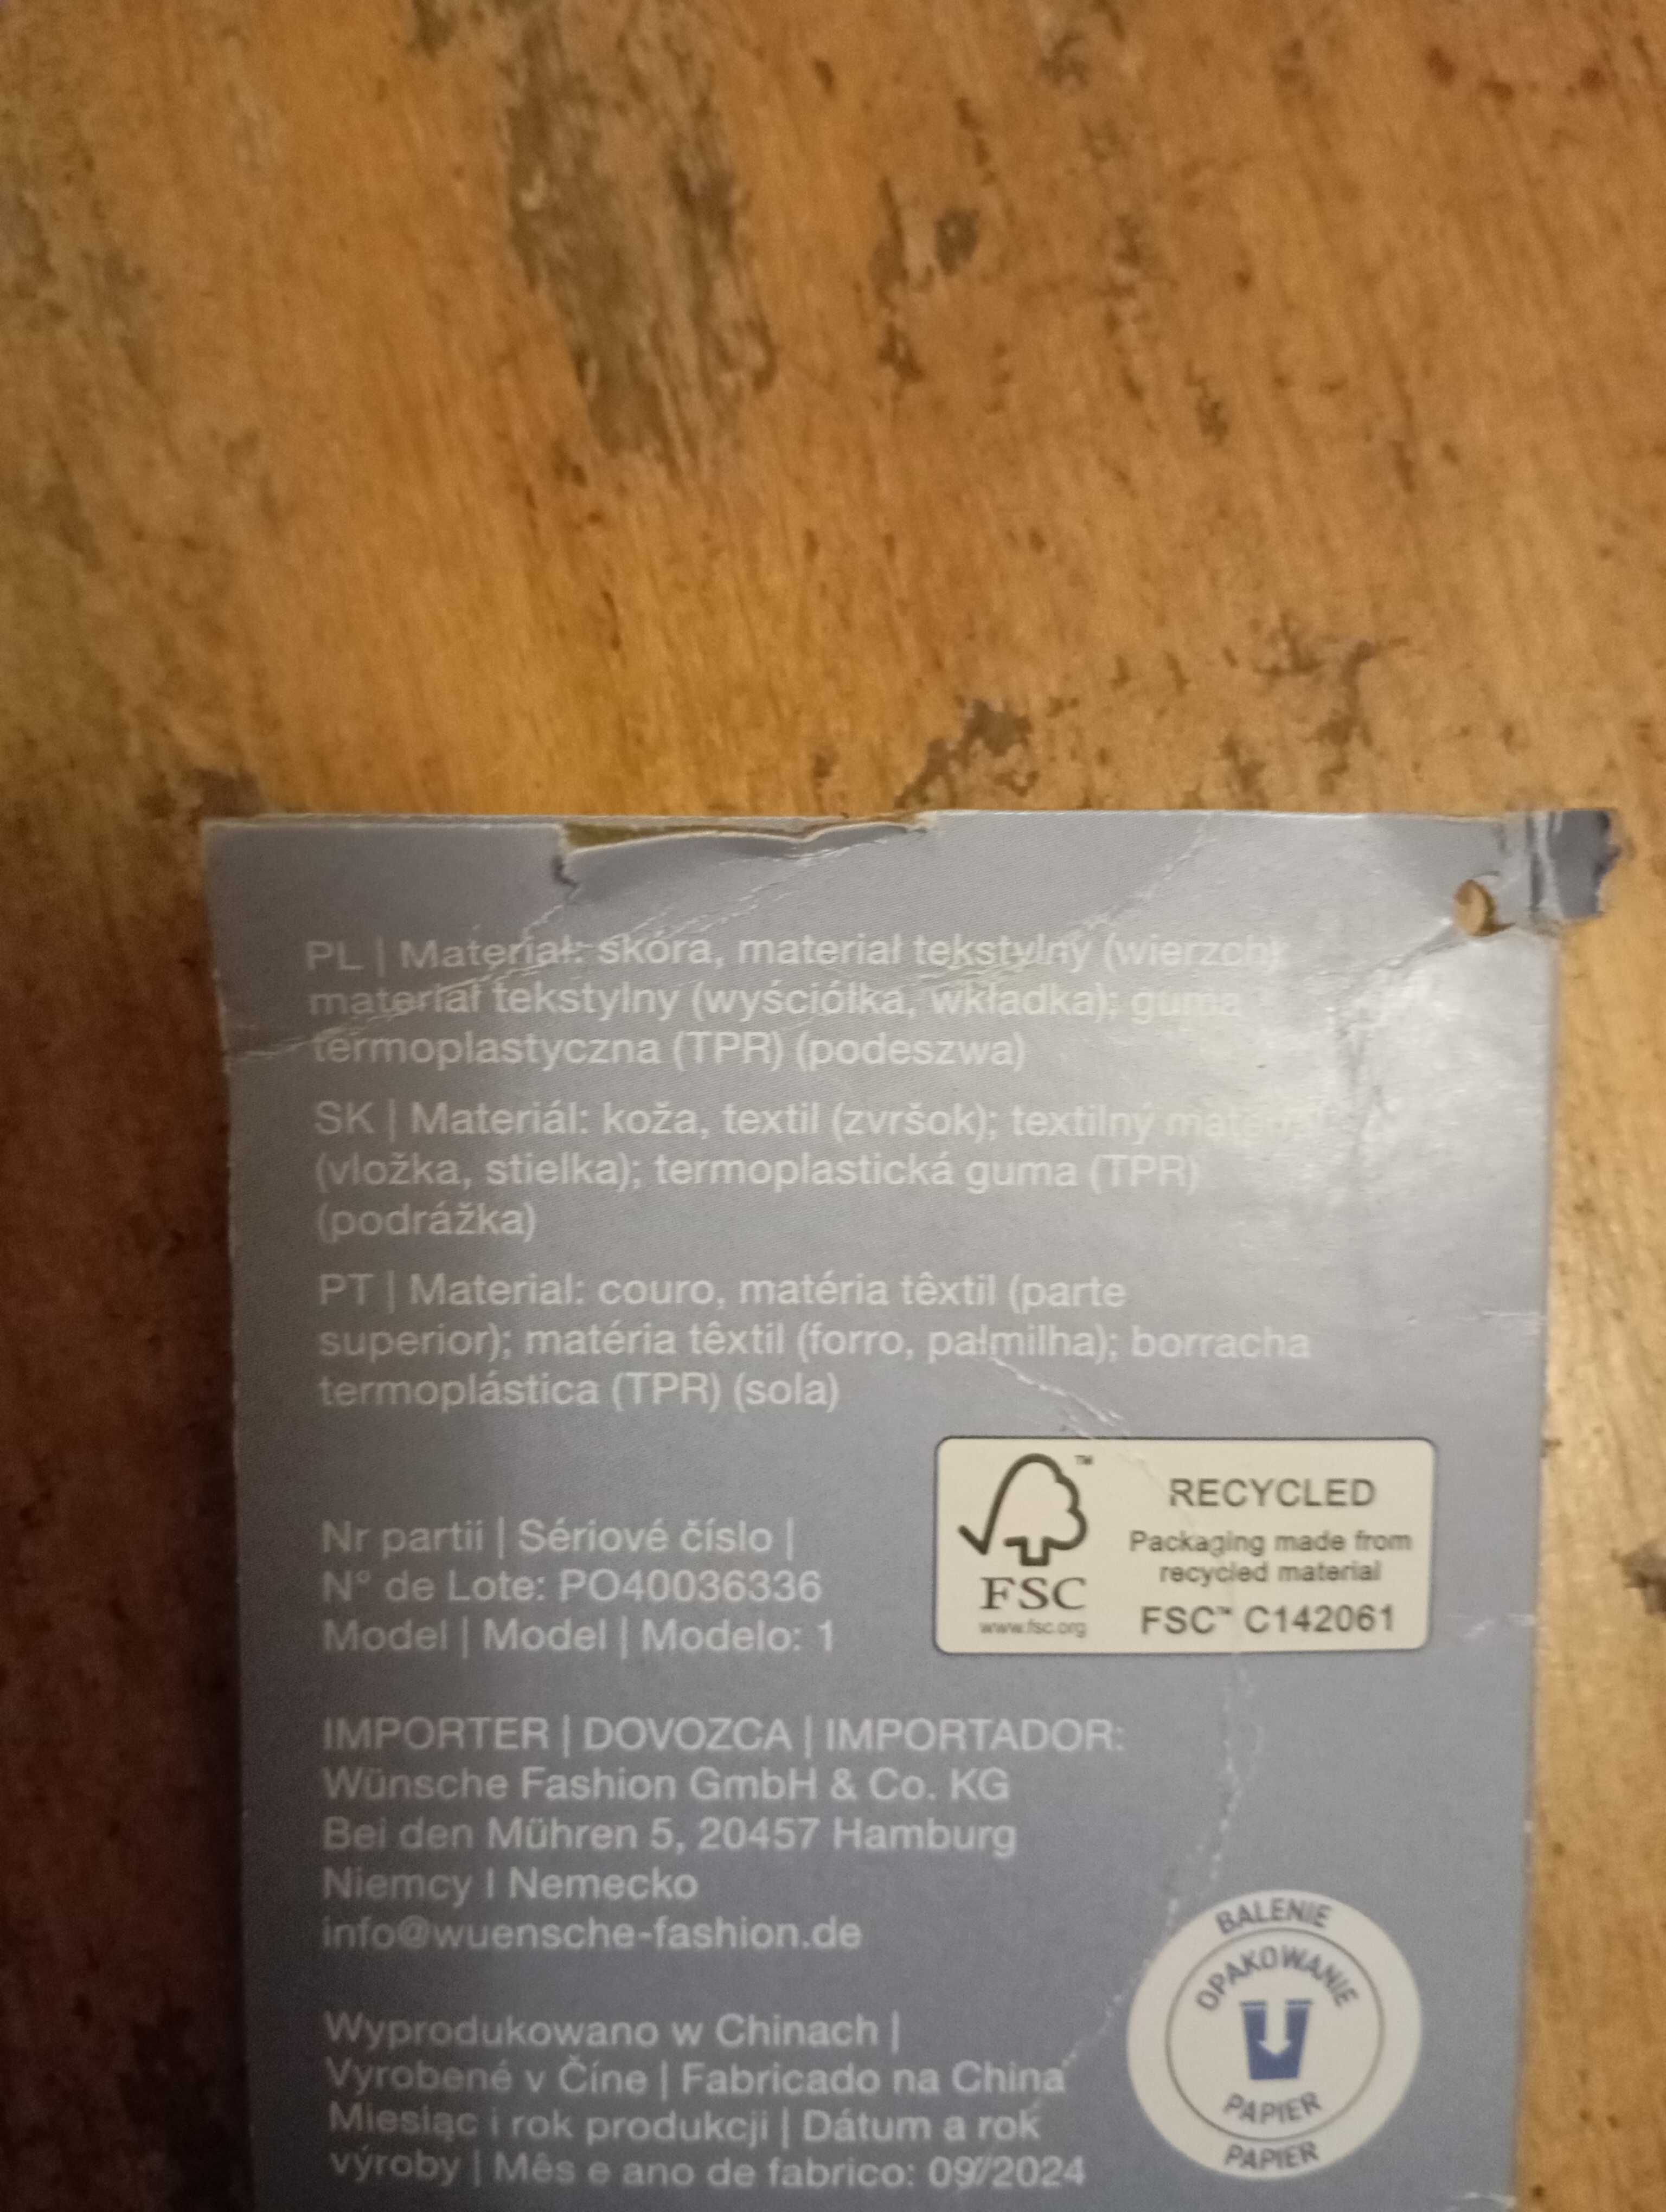 PL | Materiał: skóra, materiał tekstylny (wierzch)
materiał tekstylny (wyściółka, wkładka); guma
termoplastyczna (TPR) (podeszwa)
SK | Materiál: koža, textil (zvršok); textilný materiál
(vložka, stielka); termoplastická guma (TPR)
(podrážka)
PT | Material: couro, matéria têxtil (parte
superior); matéria têxtil (forro, palmilha); borracha
termoplástica (TPR) (sola)
Nr partii | Sériové číslo |
N° de Lote: PO40036336
Model | Model | Modelo: 1
FSC
www.fsc.org
RECYCLED
Packaging made from
recycled material
FSC™ C142061
IMPORTER | DOVOZCA | IMPORTADOR:
Wünsche Fashion GmbH & Co. KG
Bei den Mühren 5, 20457 Hamburg
Niemcy I Nemecko
info@wuensche-fashion.de
Wyprodukowano w Chinach |
Vyrobené v Číne | Fabricado na China
Miesiąc i rok produkcji | Dátum a rok
výroby | Mês e ano de fabrico: 09/2024
BALENIE
OPAKOWANIE
PAPIER
PAPIER